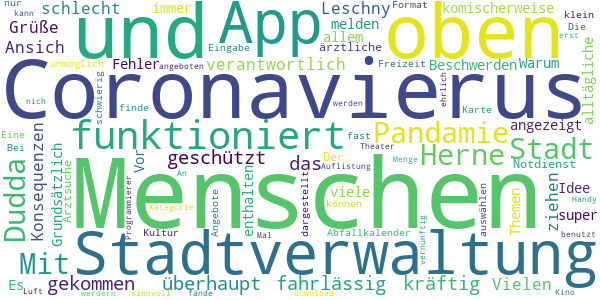 nur
kann
schlecht
immer
Leschny
Format
komischerweise
klein
Grüße
und
App
melden
oben
Die
erst
Ansich
Eingabe
allem
ärztliche
unmöglich
Fehler
angeboten
verantwortlich
Freizeit
Beschwerden
Warum
alltägliche
Coronavierus
schwierig
nich
finde
werden
ehrlich
Karte
Konsequenzen
Eine
funktioniert
fast
Theater
Pandamie
angezeigt
Dudda
Bei
Grundsätzlich
Arztsuche
Vor
geschützt
das
Der
Auflistung
Menge
Herne
Stadt
Notdienst
Programmierer
An
Kategorie
enthalten
dargestellt
viele
können
auswählen
Themen
ziehen
Idee
Handy
super
Menschen
Mit
Kultur
Angebote
Mal
Abfallkalender
vernünftig
benutzt
Stadtverwaltung
Es
gekommen
überhaupt
fahrlässig
kräftig
Vielen
Luft
werdern
sinnvoll
fände
download
Kino